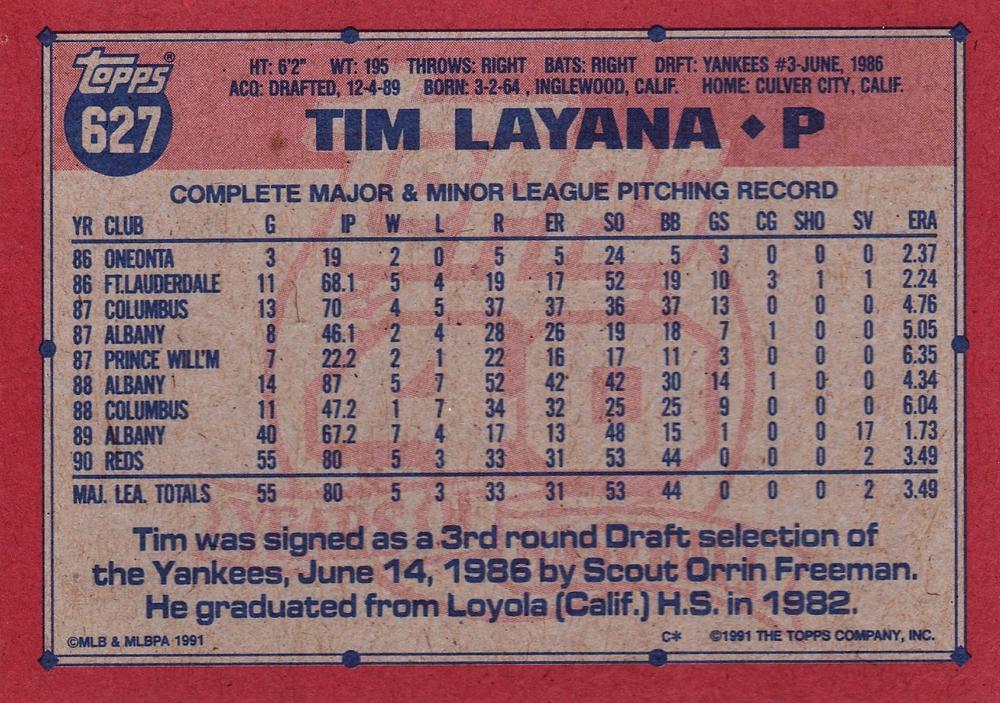 Topps®
627
HT: 6'2" WT: 195 THROWS: RIGHT BATS: RIGHT DRFT: YANKEES #3-JUNE, 1986
ACQ: DRAFTED, 12-4-89 BORN: 3-2-64, INGLEWOOD, CALIF. HOME: CULVER CITY, CALIF.
TIM LAYANA ♦ P
COMPLETE MAJOR & MINOR LEAGUE PITCHING RECORD
YR CLUB G IP W L R ER SO BB GS CG SHO SV ERA
86 ONEONTA 3 19 2 0 5 5 24 5 3 0 0 0 2.37
86 FT.LAUDERDALE 11 68.1 5 4 19 17 52 19 10 3 1 1 2.24
87 COLUMBUS 13 70 4 5 37 37 36 37 13 0 0 0 4.76
87 ALBANY 8 46.1 2 4 28 26 19 18 7 1 0 0 5.05
87 PRINCE WILL'M 7 22.2 2 1 22 16 17 11 3 0 0 0 6.35
88 ALBANY 14 87 5 7 52 42 42 30 14 1 0 0 4.34
88 COLUMBUS 11 47.2 1 7 34 32 25 25 9 0 0 0 6.04
89 ALBANY 40 67.2 7 4 17 13 48 15 1 0 0 17 1.73
90 REDS 55 80 5 3 33 31 53 44 0 0 0 2 3.49
MAJ. LEA. TOTALS 55 80 5 3 33 31 53 44 0 0 0 2 3.49
Tim was signed as a 3rd round Draft selection of
the Yankees, June 14, 1986 by Scout Orrin Freeman.
He graduated from Loyola (Calif.) H.S. in 1982.
©MLB & MLBPA 1991 C* ©1991 THE TOPPS COMPANY, INC.